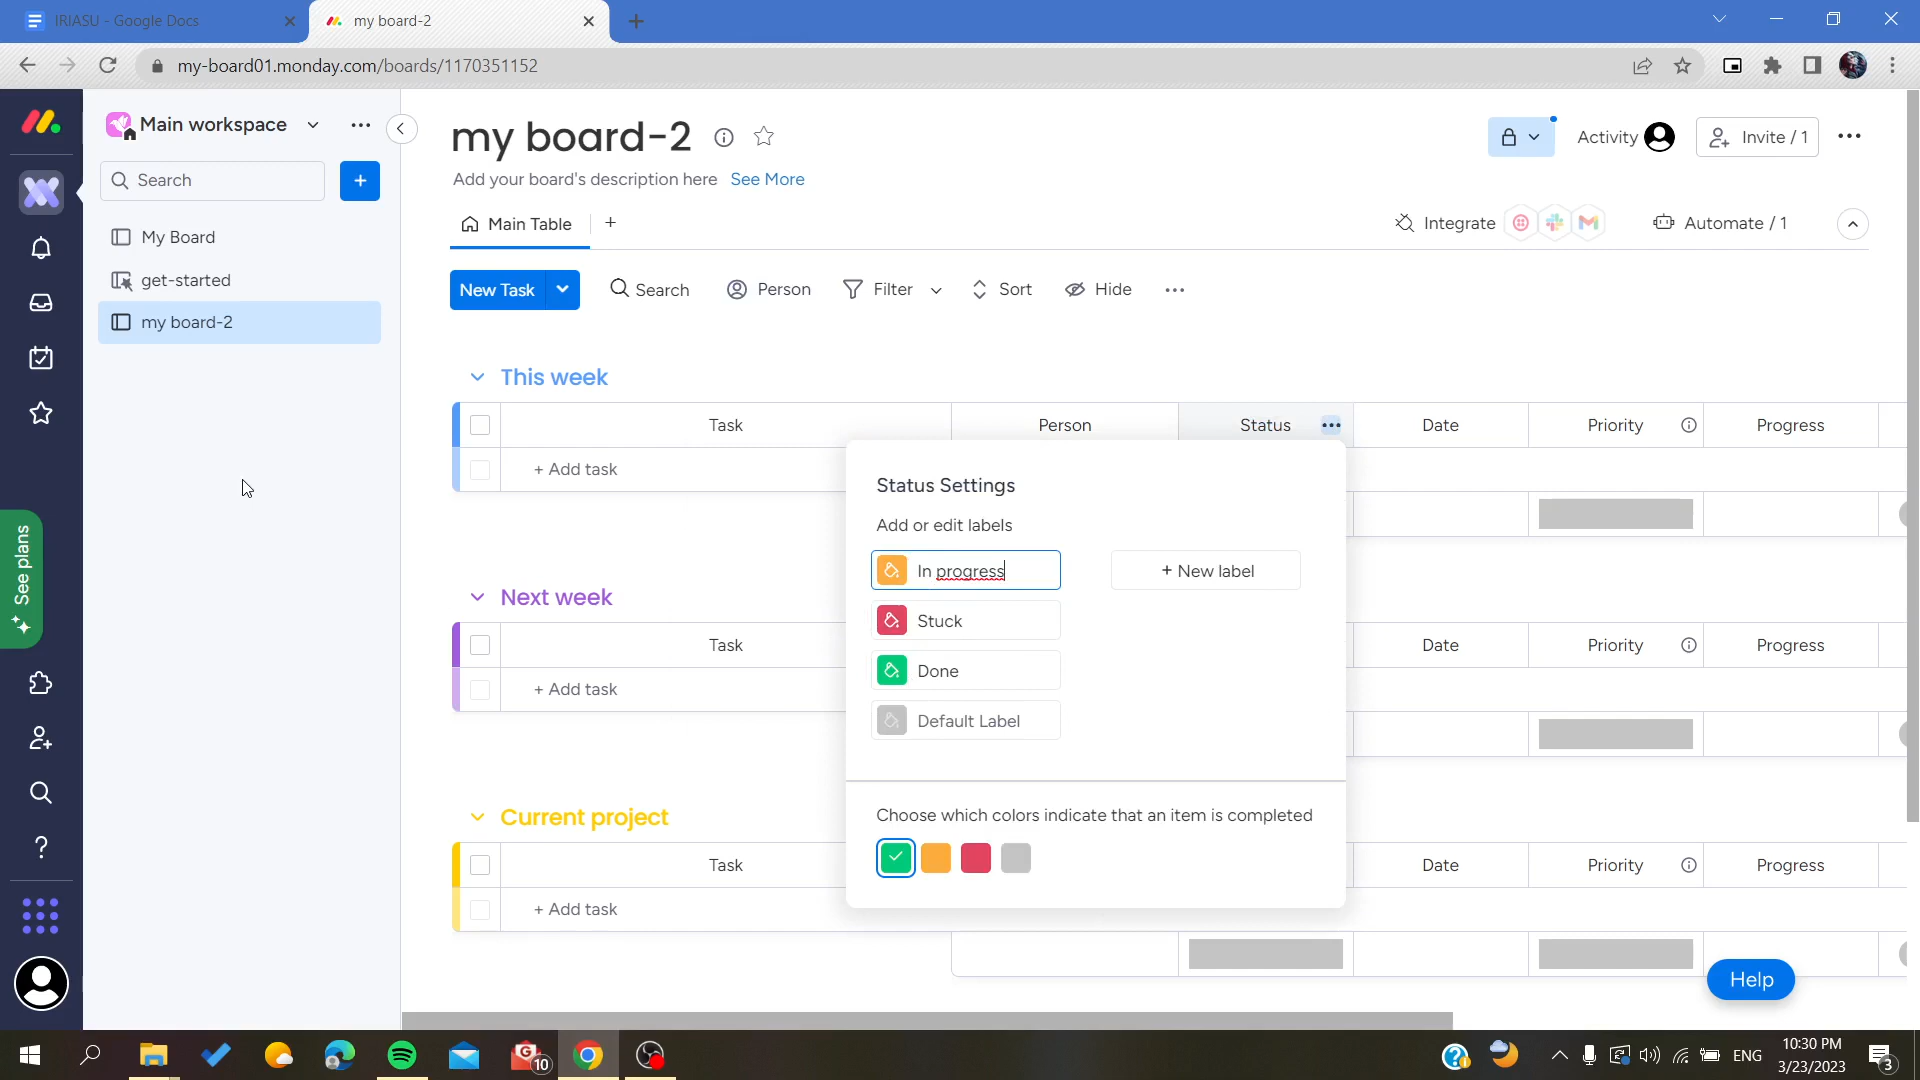 IRIASU - Google Docs
my board-2
my-board01.monday.com/boards/1170351152
Main workspace
Search
My Board
get-started
my board-2
See plans
my board-2
Add your board's description here See More
Activity
Invite / 1
Main Table
Integrate
Automate / 1
New Task
Search
Person
Filter
Sort
Hide
This week
Task Person Status Date Priority Progress
+ Add task
Next week
Task Date Priority Progress
+ Add task
Current project
Task Date Priority Progress
+ Add task
Status Settings
Add or edit labels
In progress
+ New label
Stuck
Done
Default Label
Choose which colors indicate that an item is completed
Help
10
ENG
10:30 PM
3/23/2023
3